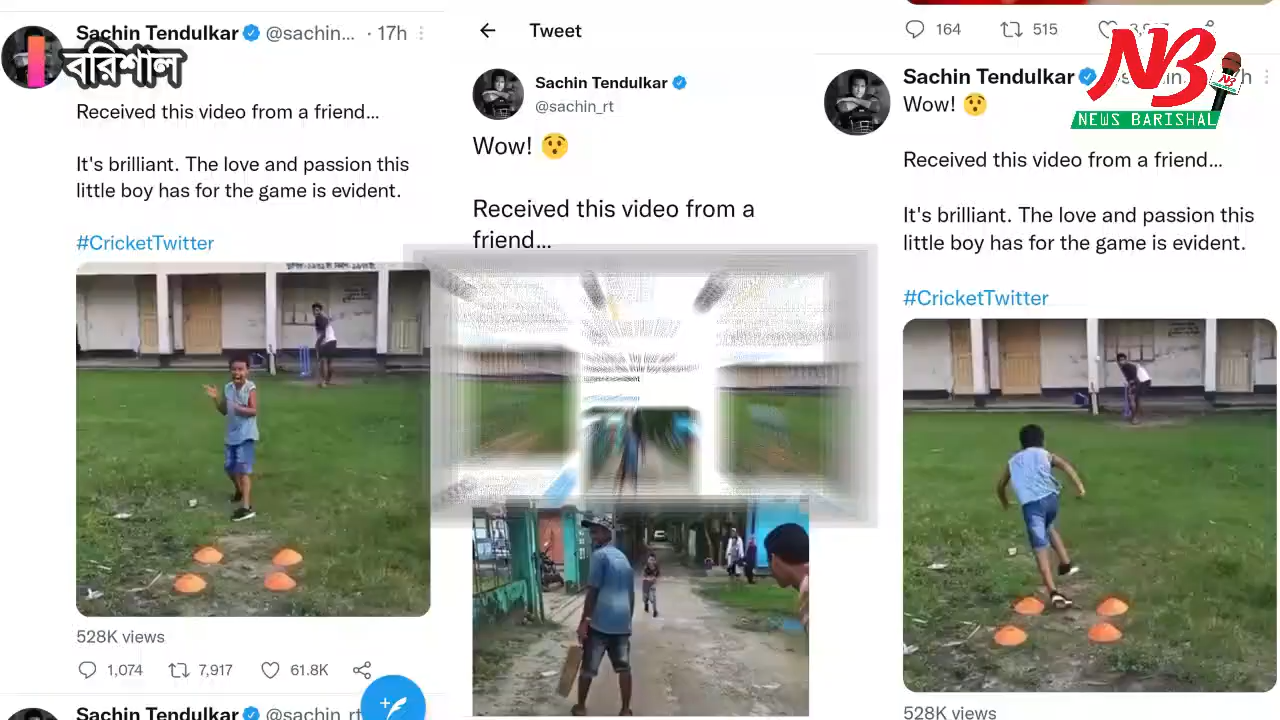 Sachin Tendulkar @sachin... · 17h
বরিশাল
Received this video from a friend...
It's brilliant. The love and passion this
little boy has for the game is evident.
#CricketTwitter
528K views
1,074 7,917 61.8K
Sachin Tendulkar @sachin_rt
Tweet
Sachin Tendulkar
@sachin_rt
Wow! 😯
Received this video from a
friend...
164 515
Sachin Tendulkar
Wow! 😯
NB
NEWS BARISHAL
Received this video from a friend...
It's brilliant. The love and passion this
little boy has for the game is evident.
#CricketTwitter
528K views